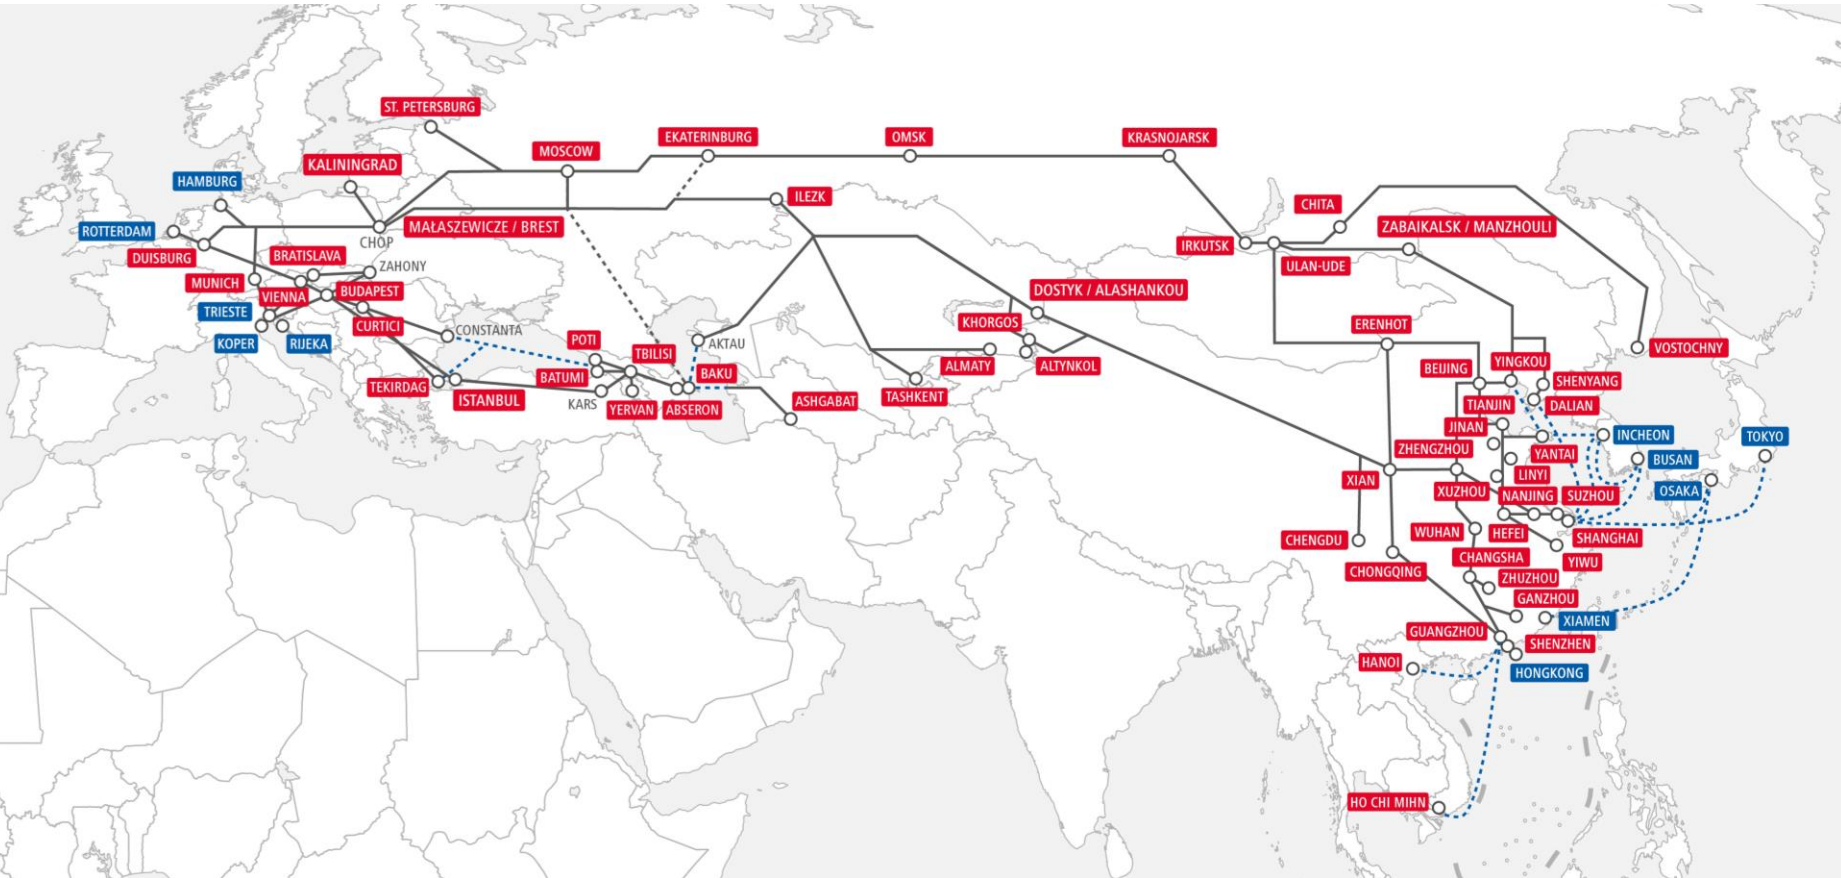 ST. PETERSBURG
MOSCOW
EKATERINBURG
OMSK
KRASNOJARSK
KALININGRAD
HAMBURG
ILEZK
CHITA
ROTTERDAM
MAŁASZEWICZE / BREST
ZABAIKALSK / MANZHOULI
CHOP
IRKUTSK
DUISBURG
BRATISLAVA
ZAHONY
ULAN-UDE
MUNICH
VIENNA
BUDAPEST
DOSTYK / ALASHANKOU
TRIESTE
CURTICI
KHORGOS
ERENHOT
CONSTANTA
KOPER
RIJEKA
POTI
AKTAU
VOSTOCHNY
TBILISI
ALMATY
ALTYNKOL
BEIJING
YINGKOU
BATUMI
BAKU
SHENYANG
TEKIRDAG
ISTANBUL
KARS
YERVAN
ABSERON
ASHGABAT
TASHKENT
TIANJIN
DALIAN
JINAN
INCHEON
TOKYO
ZHENGZHOU
YANTAI
BUSAN
XIAN
LINYI
XUZHOU
NANJING
SUZHOU
OSAKA
WUHAN
HEFEI
SHANGHAI
CHENGDU
CHANGSHA
YIWU
CHONGQING
ZHUZHOU
GANZHOU
XIAMEN
GUANGZHOU
SHENZHEN
HANOI
HONGKONG
HO CHI MIHN